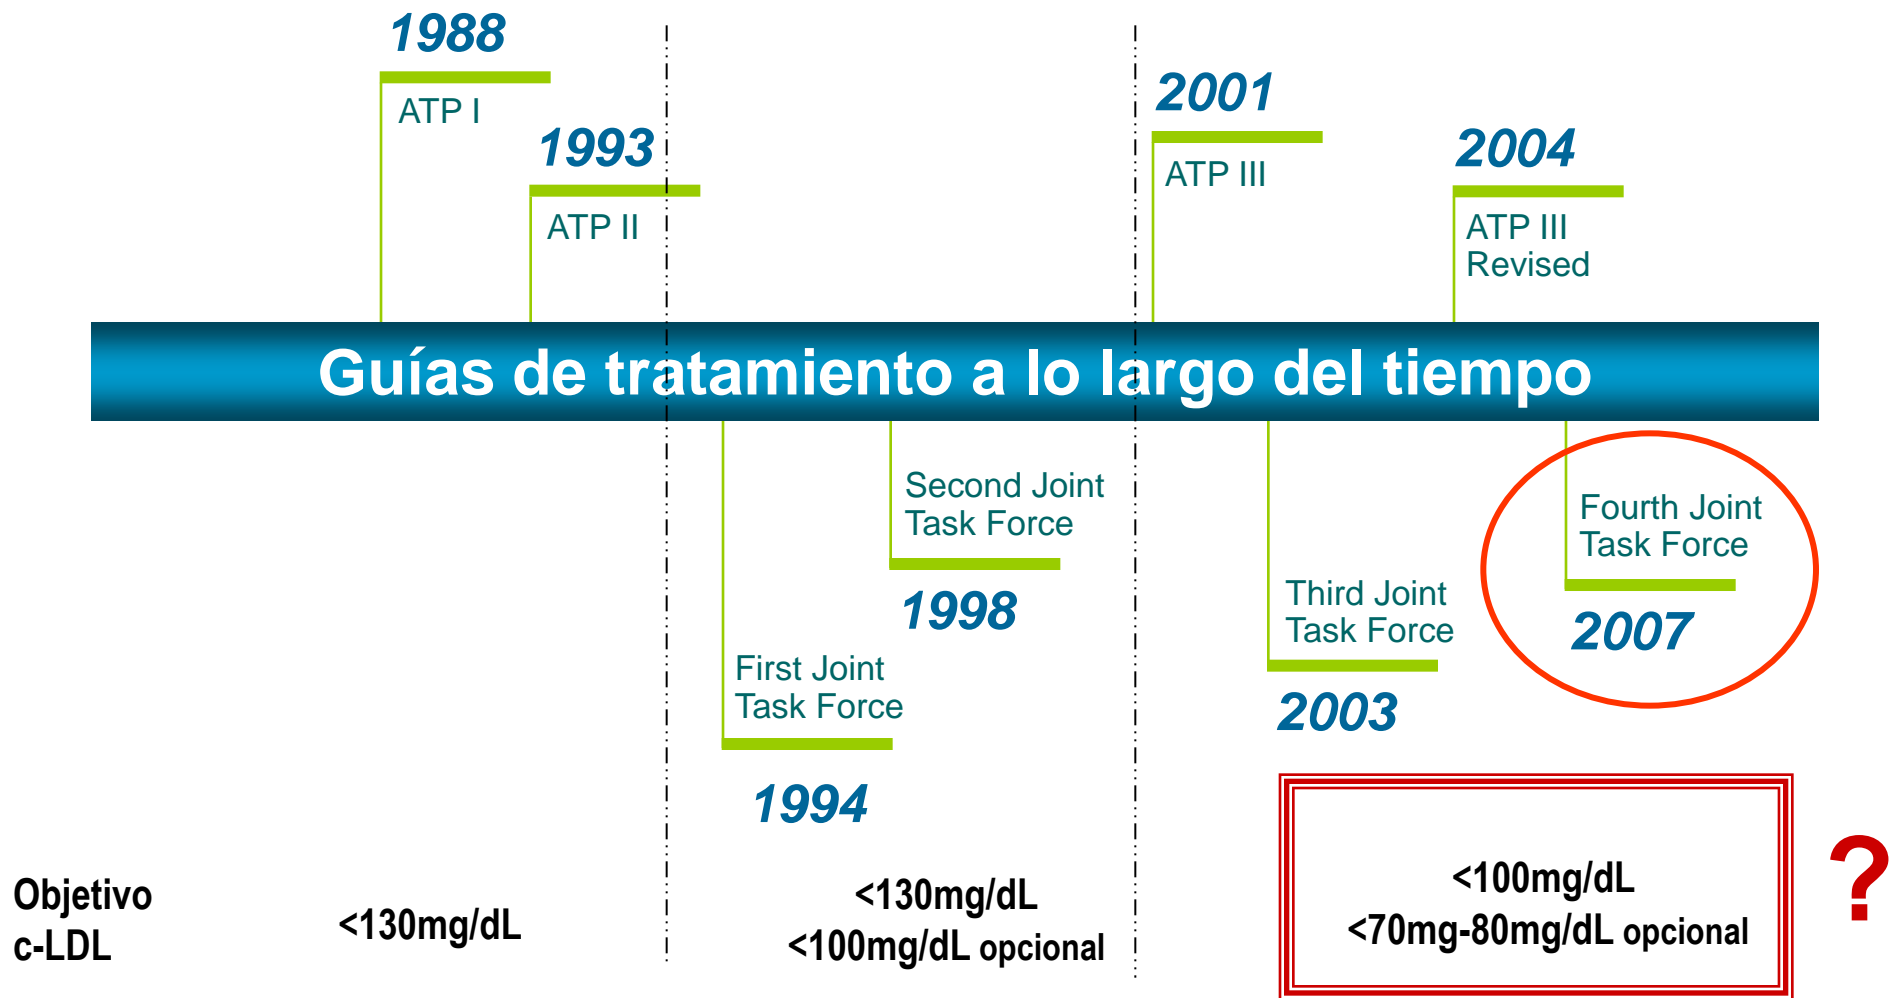 1988
ATP I
1993
ATP II
2001
ATP III
2004
ATP III
Revised
Guías de tratamiento a lo largo del tiempo
First Joint
Task Force
1994
Second Joint
Task Force
1998
Third Joint
Task Force
2003
Fourth Joint
Task Force
2007
Objetivo
c-LDL
<130mg/dL
<130mg/dL
<100mg/dL opcional
<100mg/dL
<70mg-80mg/dL opcional
?